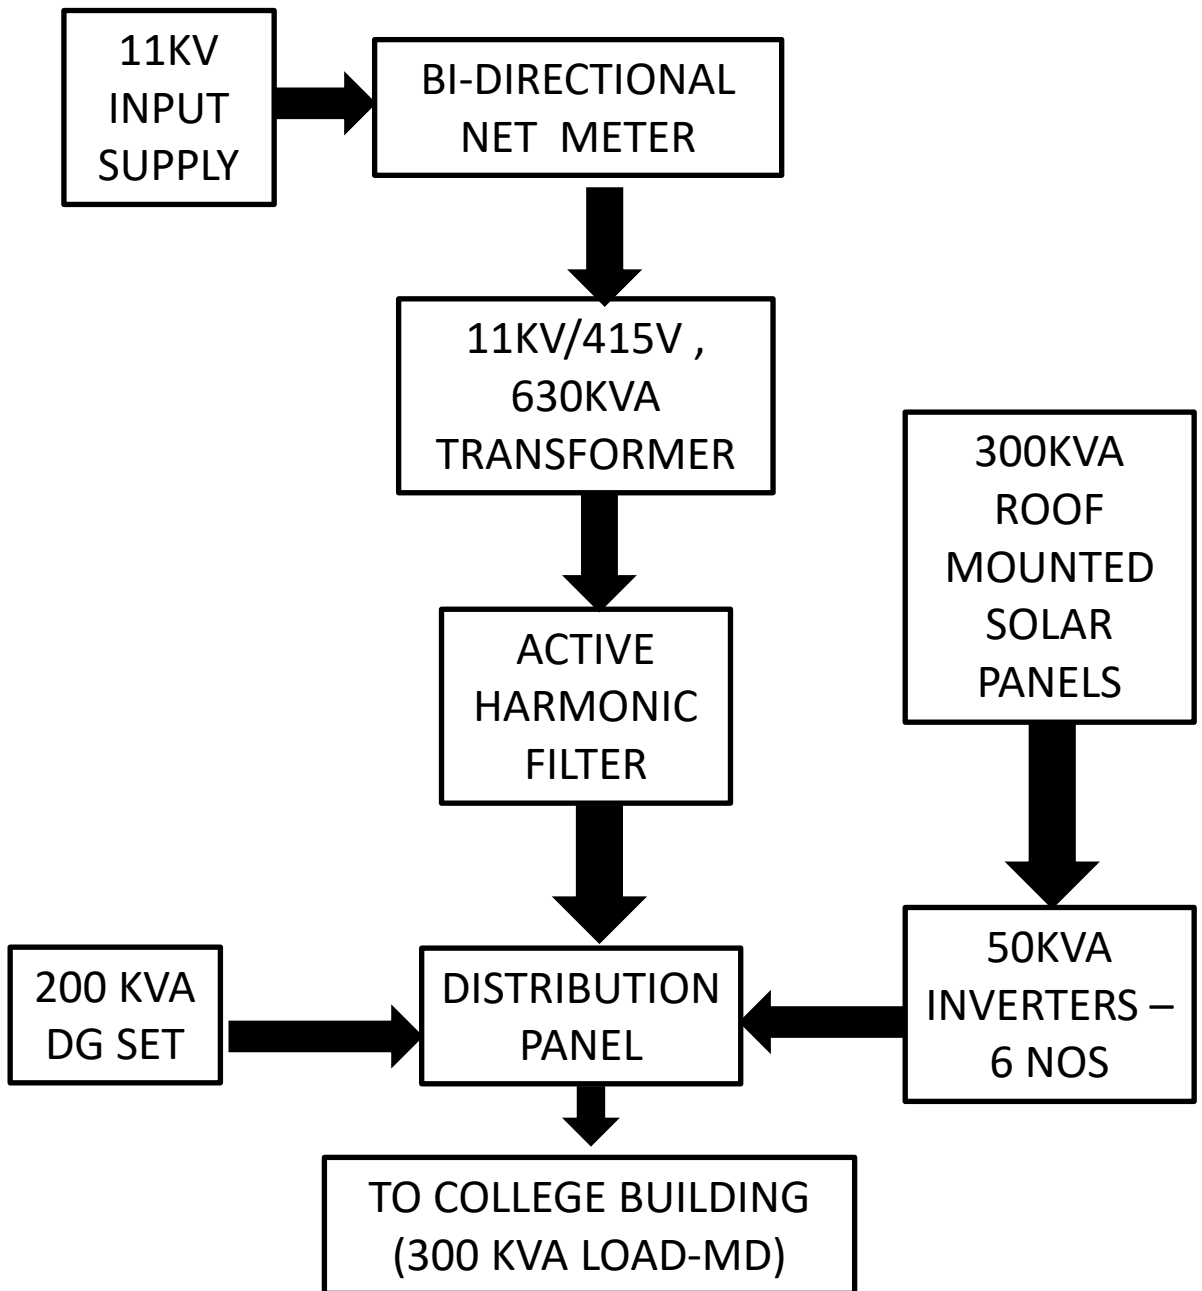 11KV
INPUT
SUPPLY
BI-DIRECTIONAL
NET  METER
11KV/415V ,
630KVA
TRANSFORMER
300KVA
ROOF
MOUNTED
SOLAR
PANELS
ACTIVE
HARMONIC
FILTER
200 KVA
DG SET
DISTRIBUTION
PANEL
50KVA
INVERTERS –
6 NOS
TO COLLEGE BUILDING
(300 KVA LOAD-MD)